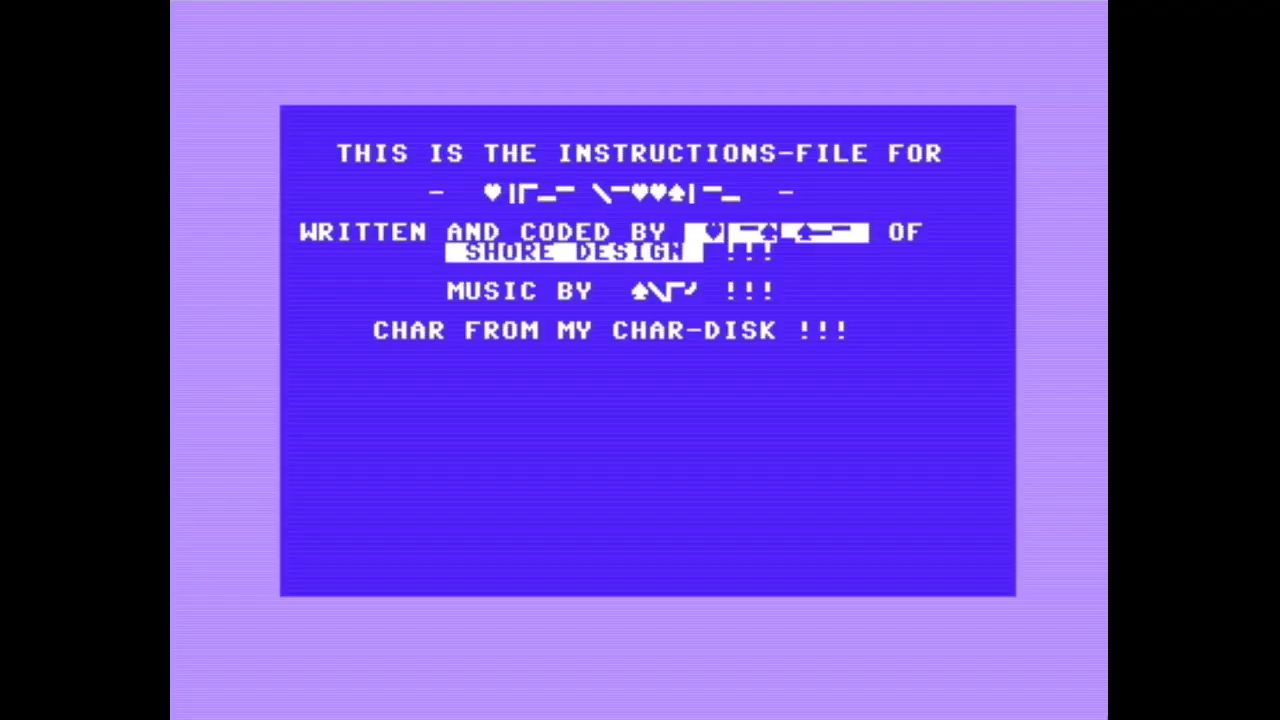 THIS IS THE INSTRUCTIONS-FILE FOR
- -
WRITTEN AND CODED BY OF
SHORE DESIGN !!!
MUSIC BY !!!
CHAR FROM MY CHAR-DISK !!!